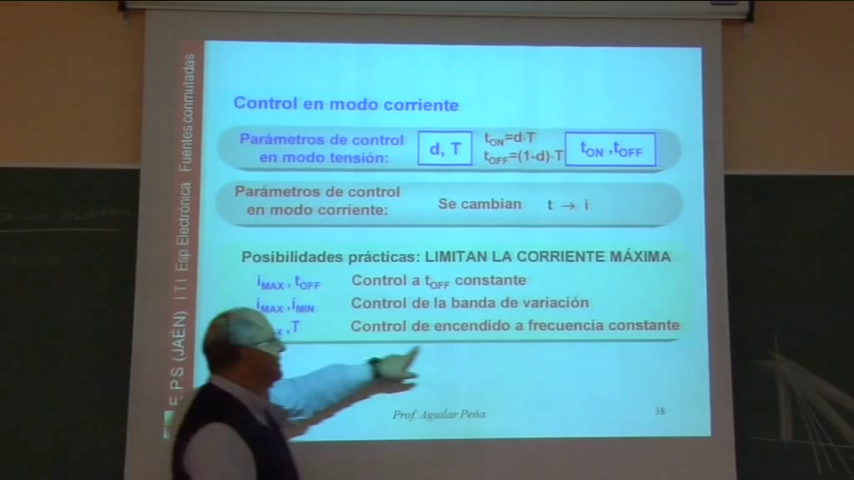 Control en modo corriente
Parámetros de control
en modo tensión:
d, T
tON=d·T
tOFF=(1-d)·T
tON ,tOFF
Parámetros de control
en modo corriente:
Se cambian t → i
Posibilidades prácticas: LIMITAN LA CORRIENTE MÁXIMA
iMAX , tOFF Control a tOFF constante
iMAX ,iMIN Control de la banda de variación
,T Control de encendido a frecuencia constante
Prof. Aguilar Peña
38
E.P.S (JAÉN) I T I Esp Electrónica Fuentes conmutadas